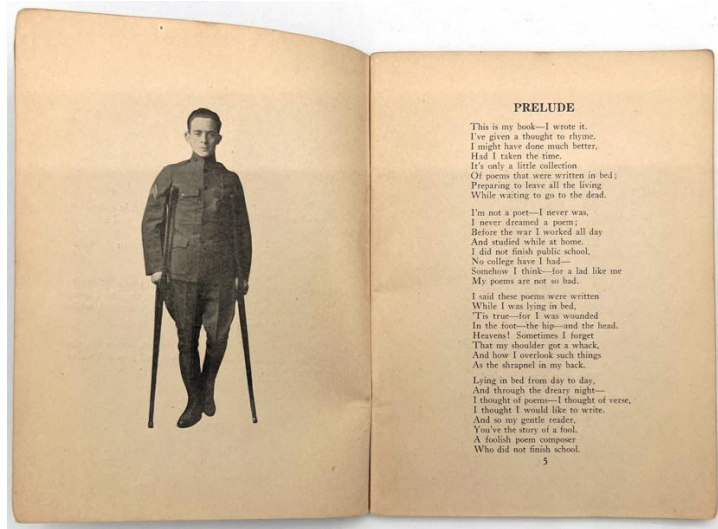 PRELUDE
This is my book—I wrote it.
I've given a thought to rhyme.
I might have done much better,
Had I taken the time.
It's only a little collection
Of poems that were written in bed;
Preparing to leave all the living
While waiting to go to the dead.
I'm not a poet—I never was,
I never dreamed a poem;
Before the war I worked all day
And studied while at home.
I did not finish public school,
No college have I had—
Somehow I think—for a lad like me
My poems are not so bad.
I said these poems were written
While I was lying in bed,
'Tis true—for I was wounded
In the foot—the hip—and the head.
Heavens! Sometimes I forget
That my shoulder got a whack,
And how I overlook such things
As the shrapnel in my back.
Lying in bed from day to day,
And through the dreary night—
I thought of poems—I thought of verse,
I thought I would like to write.
And so my gentle reader,
You've the story of a fool,
A foolish poem composer
Who did not finish school.
5